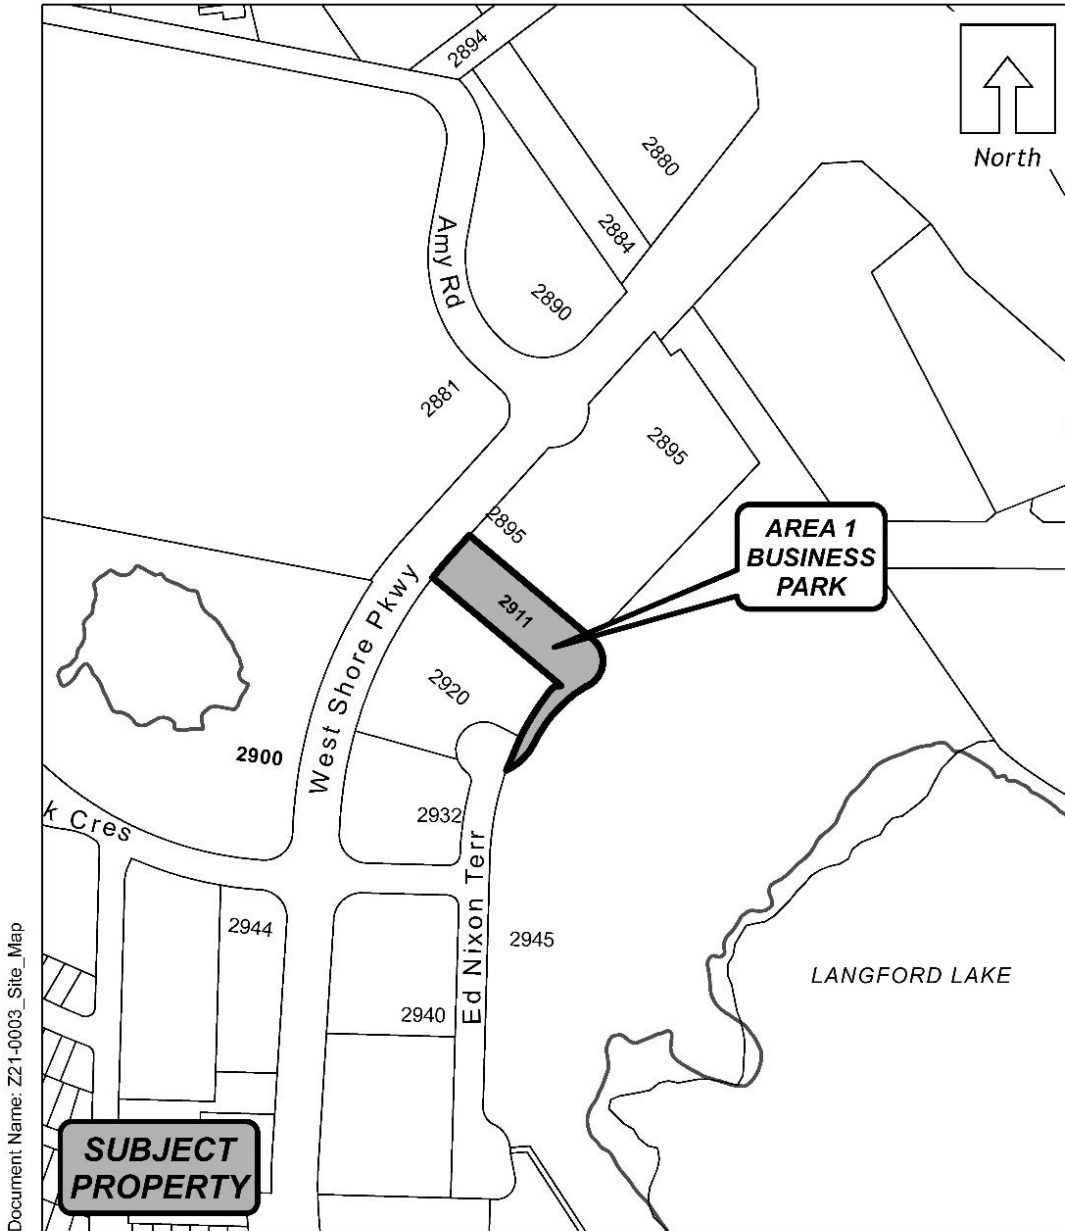 2894
North
2880
2884
Amy Rd
2890
2881
2895
AREA 1
BUSINESS
PARK
2895
2911
West Shore Pkwy
2920
2900
k Cres
2932
Ed Nixon Terr
2944
2945
LANGFORD LAKE
2940
SUBJECT
PROPERTY
Document Name: Z21-0003_Site_Map